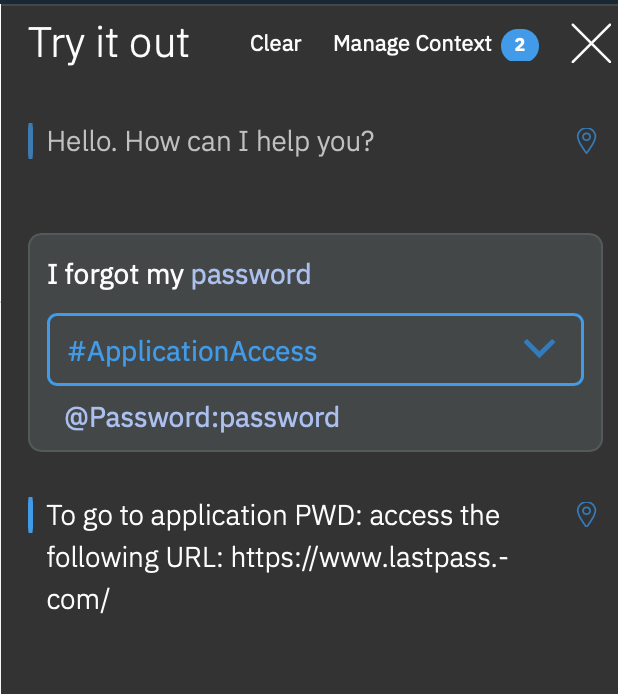 Try it out Clear Manage Context 2
Hello. How can I help you?
I forgot my password
#ApplicationAccess
@Password:password
To go to application PWD: access the
following URL: https://www.lastpass.-
com/